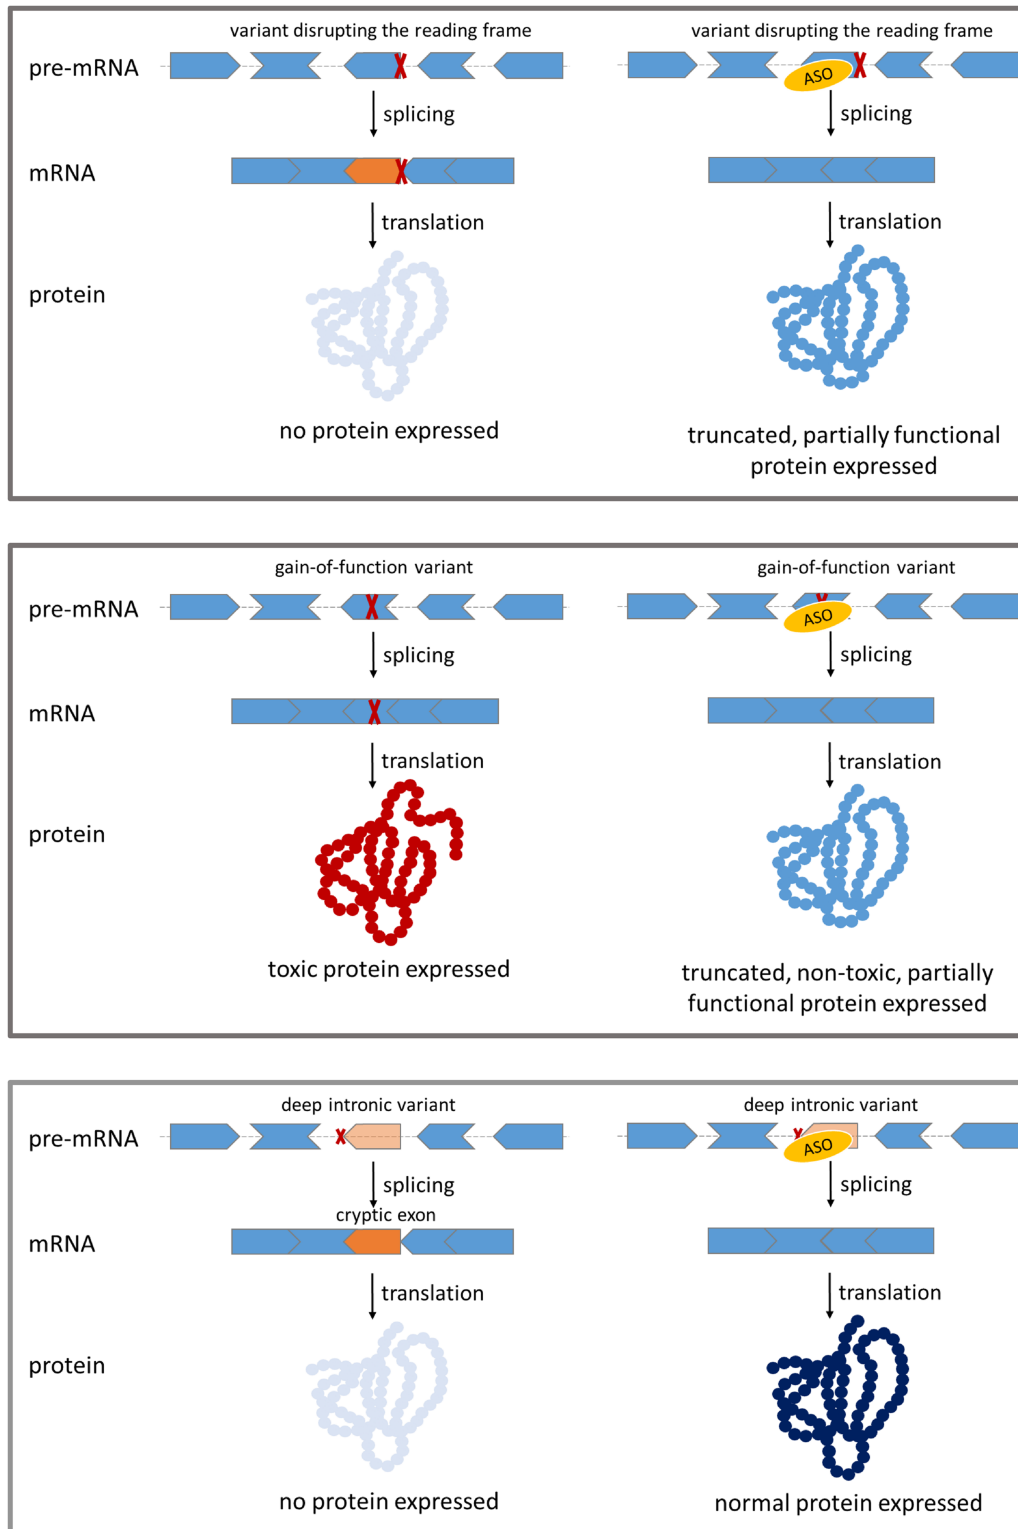 variant disrupting the reading frame
variant disrupting the reading frame
pre-mRNA
ASO
splicing
splicing
mRNA
translation
translation
protein
no protein expressed
truncated, partially functional
protein expressed
gain-of-function variant
gain-of-function variant
pre-mRNA
ASO
splicing
splicing
mRNA
translation
translation
protein
toxic protein expressed
truncated, non-toxic, partially
functional protein expressed
deep intronic variant
deep intronic variant
pre-mRNA
ASO
splicing
splicing
cryptic exon
mRNA
translation
translation
protein
no protein expressed
normal protein expressed